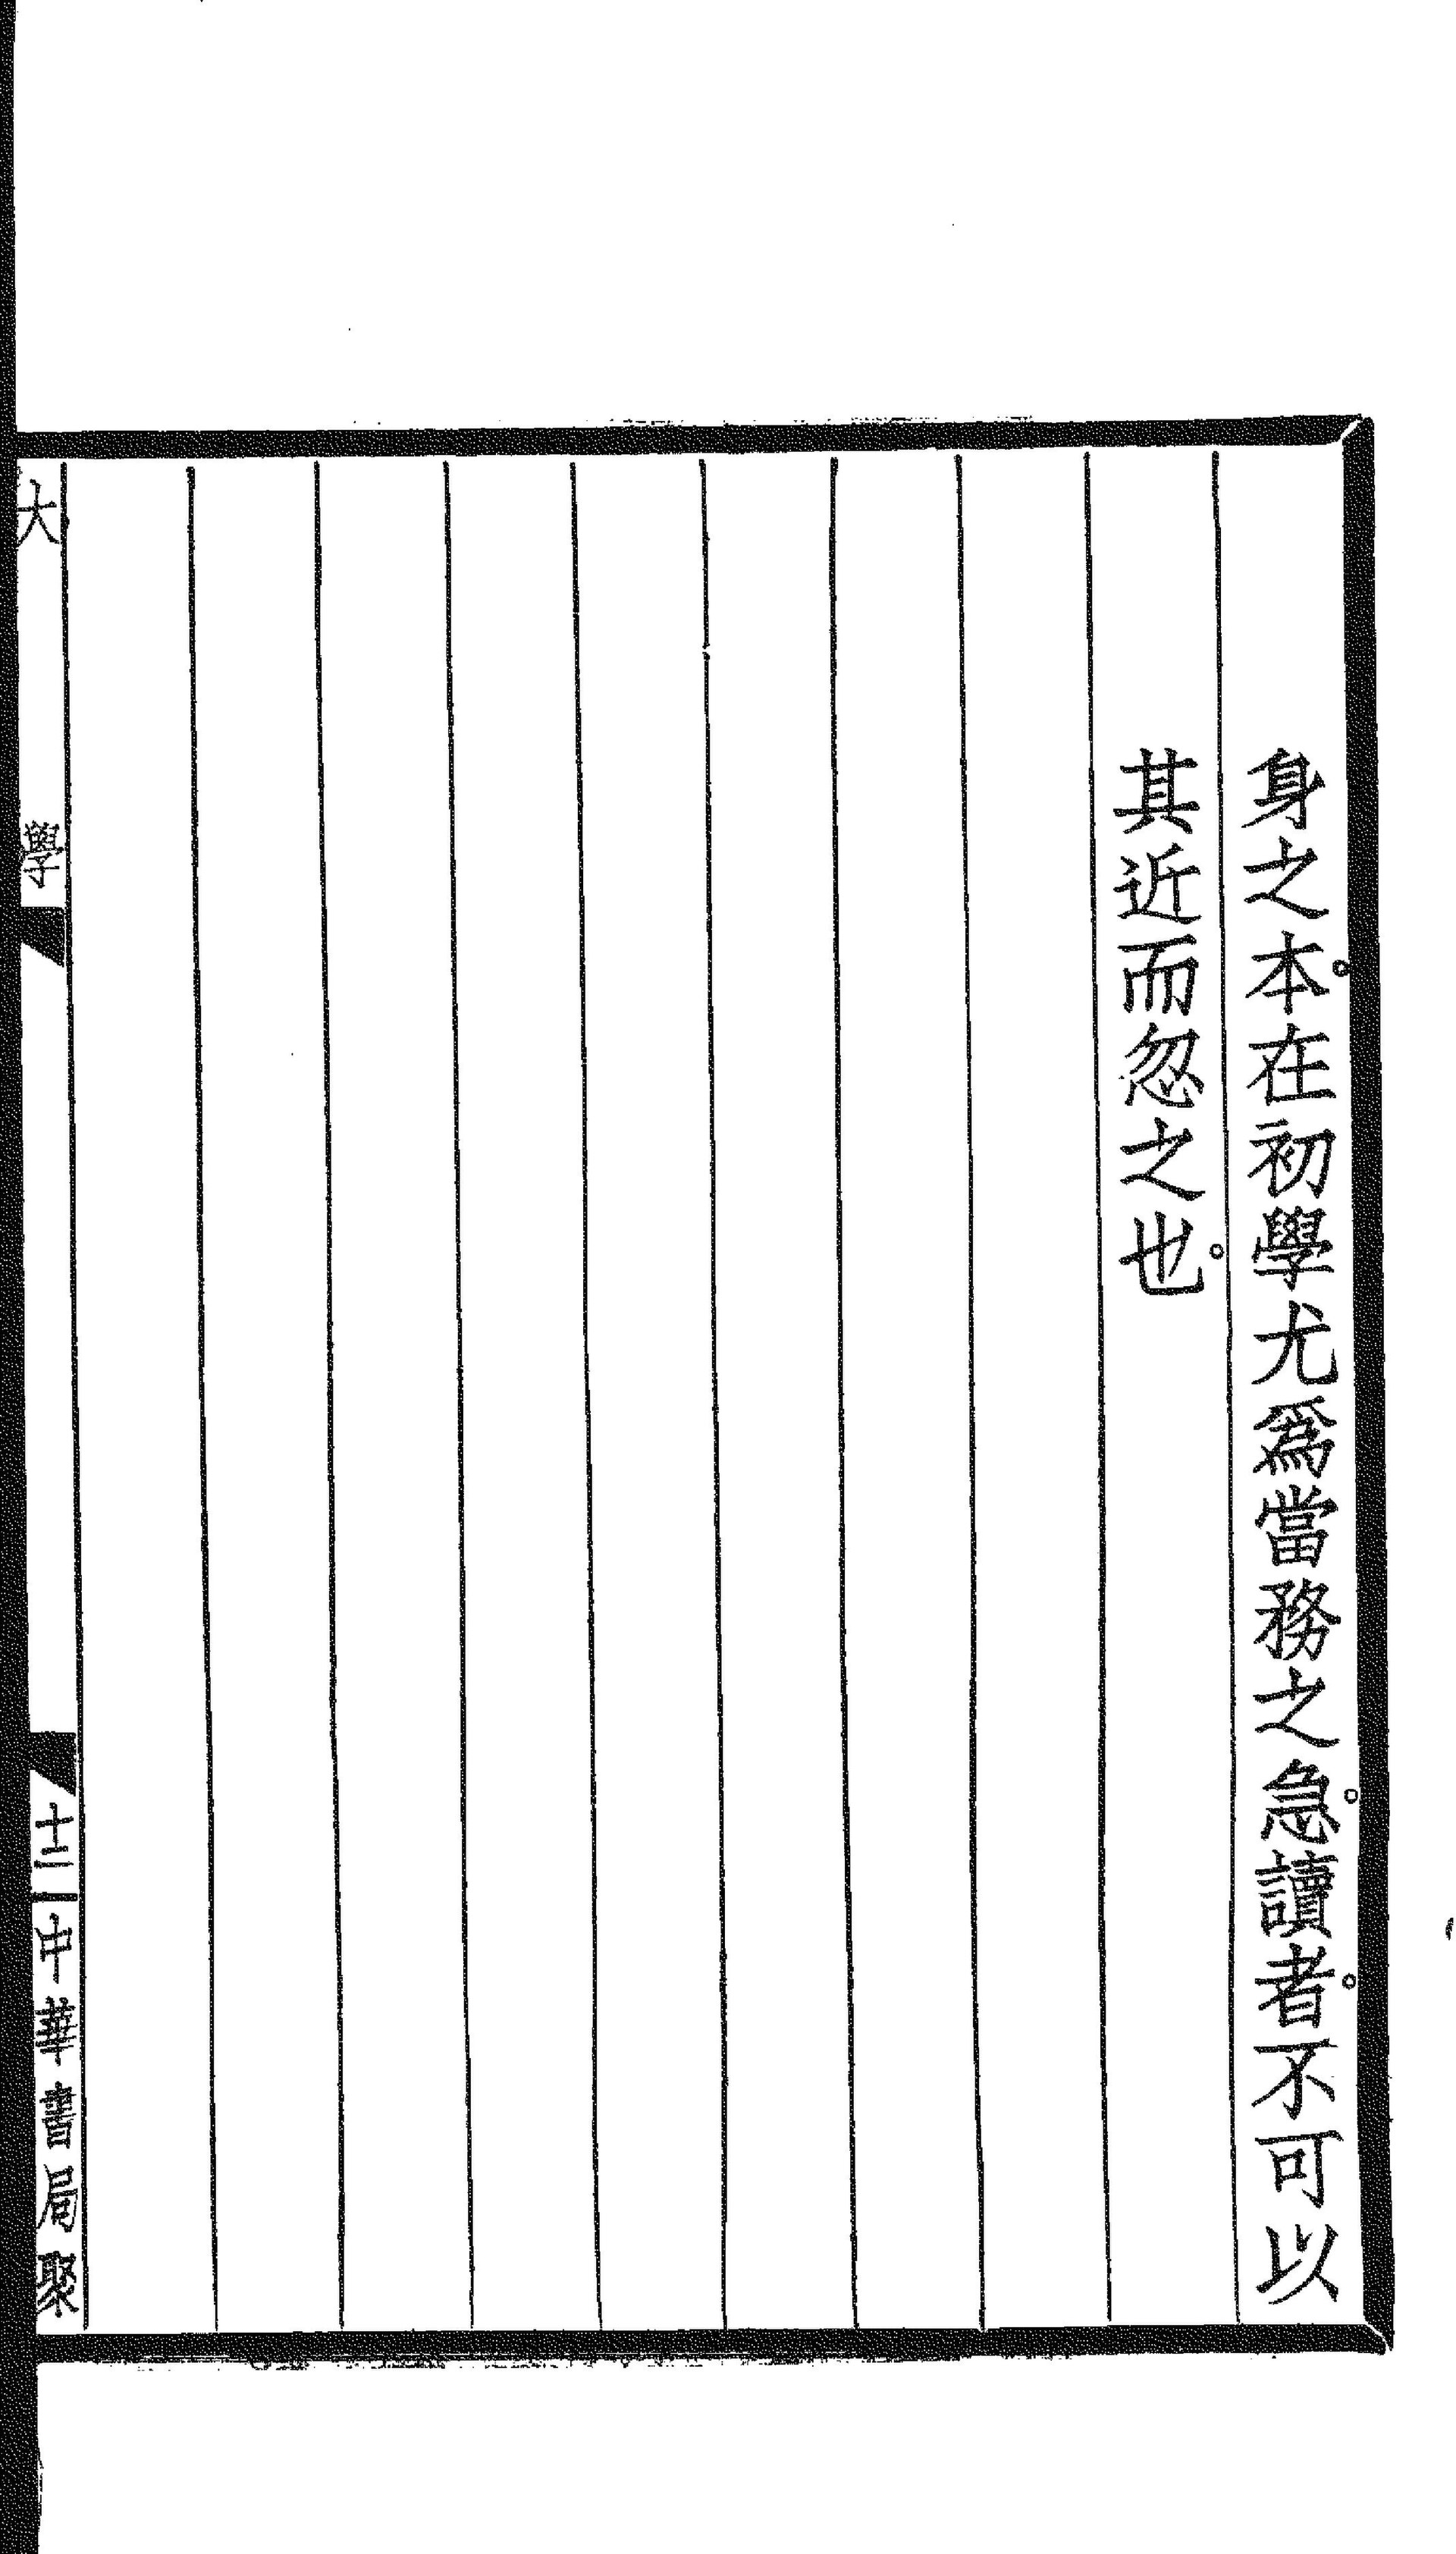 身之本。在初學尤爲當務之急。讀者。不可以
其近而忽之也。
大學 十二 中華書局聚